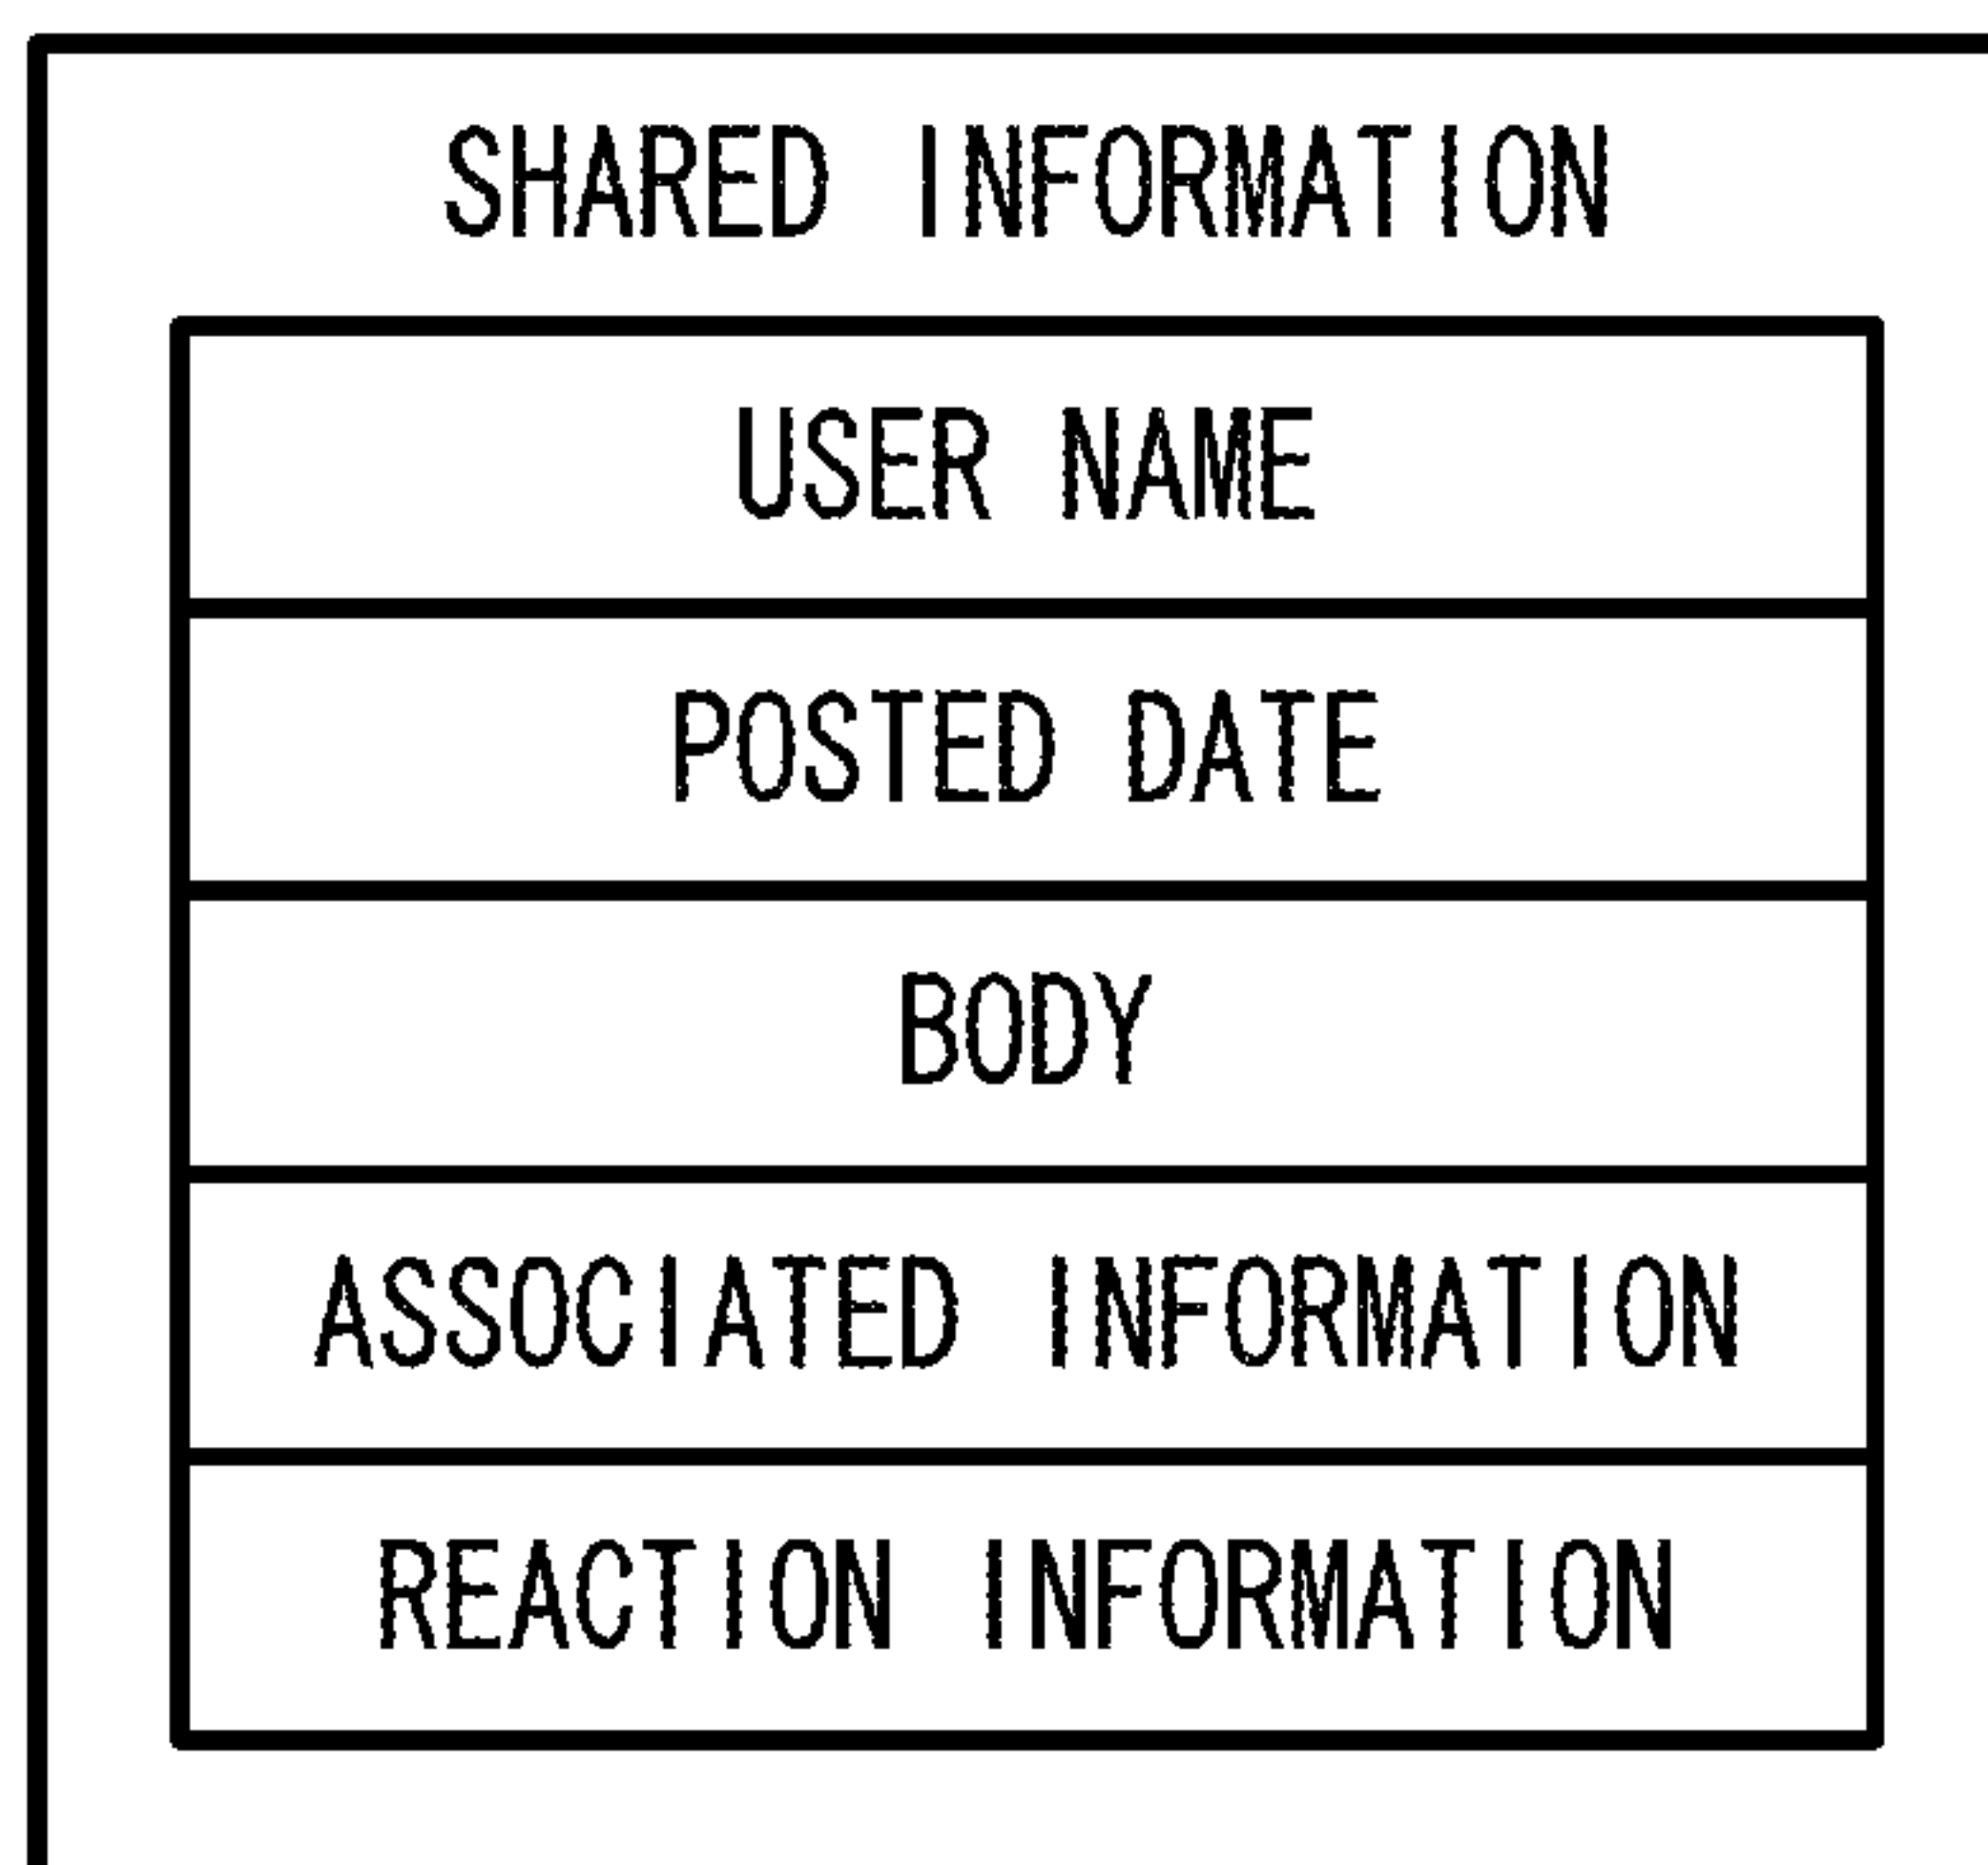 SHARED INFORMATION
USER NAME
POSTED DATE
BODY
ASSOCIATED INFORMATION
REACTION INFORMATION